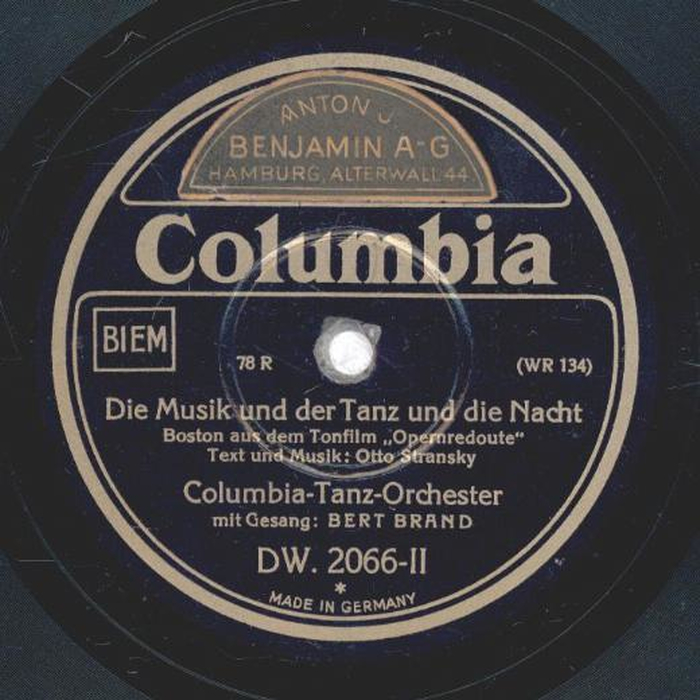 ANTON J.
BENJAMIN A-G
HAMBURG, ALTERWALL 44.
Columbia
BIEM
78 R
(WR 134)
Die Musik und der Tanz und die Nacht
Boston aus dem Tonfilm „Opernredoute“
Text und Musik: Otto Stransky
Columbia-Tanz-Orchester
mit Gesang: BERT BRAND
DW. 2066-II
*
MADE IN GERMANY